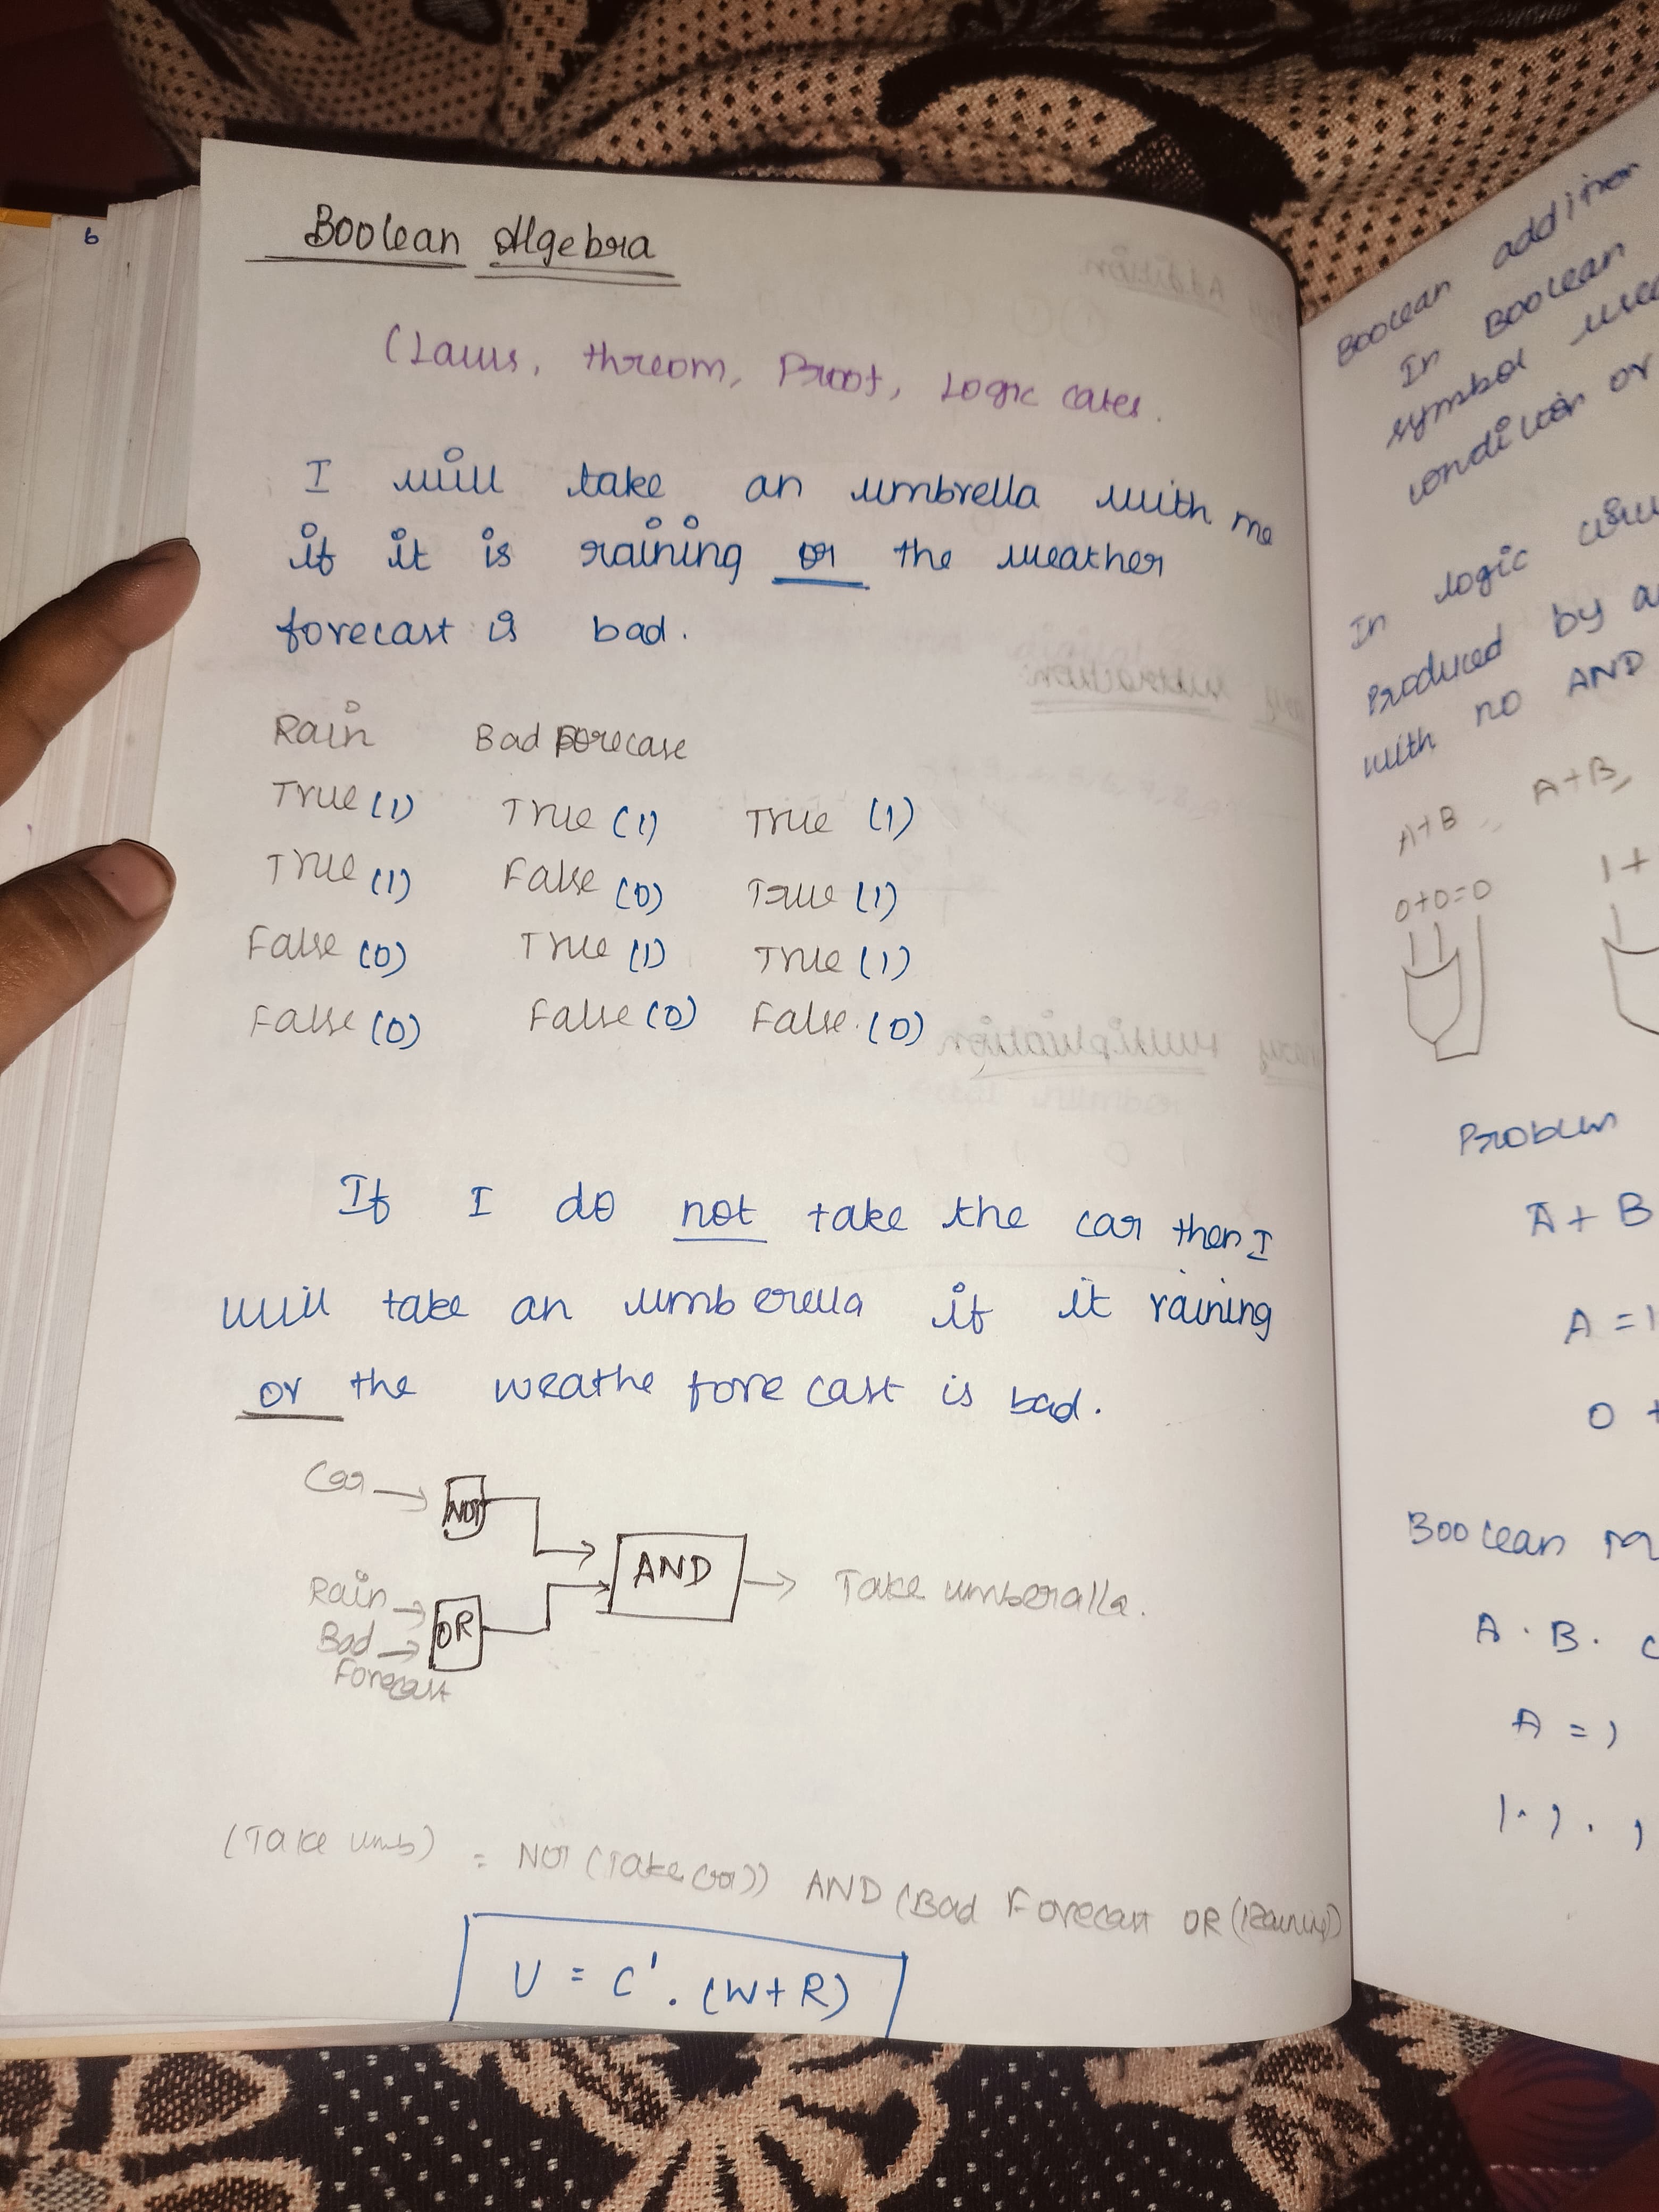 6
Boolean Algebra
(Laws, threom, Proof, Logic Gates.
I will take an umbrella with me
if it is raining or the weather
forecast is bad.
Rain Bad Forecase
True (1) True (1) True (1)
True (1) False (0) True (1)
False (0) True (1) True (1)
False (0) False (0) False. (0)
If I do not take the car then I
will take an umberella if it raining
or the weathe fore cast is bad.
Car → NOT
AND → Take umberalla.
Rain →
Bad → OR
Forecast
(Take umb) = NOT (Take Car)) AND (Bad Forecast OR (Raining))
U = C' . (W+R)
Boolean addition
In Boolean
symbol used
condition or
In logic
Produced by
with no AND
A+B = A+B
0+0=0 1+
Problem
A + B
A = 1
0 +
Boolean
A . B . C
A = 1
1 . 1 . 1